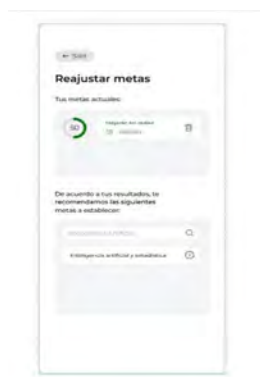 ← Salir
Reajustar metas
Tus metas actuales:
50
De acuerdo a tus resultados, te
recomendamos las siguientes
metas a establecer:
Inteligencia artificial y estadística